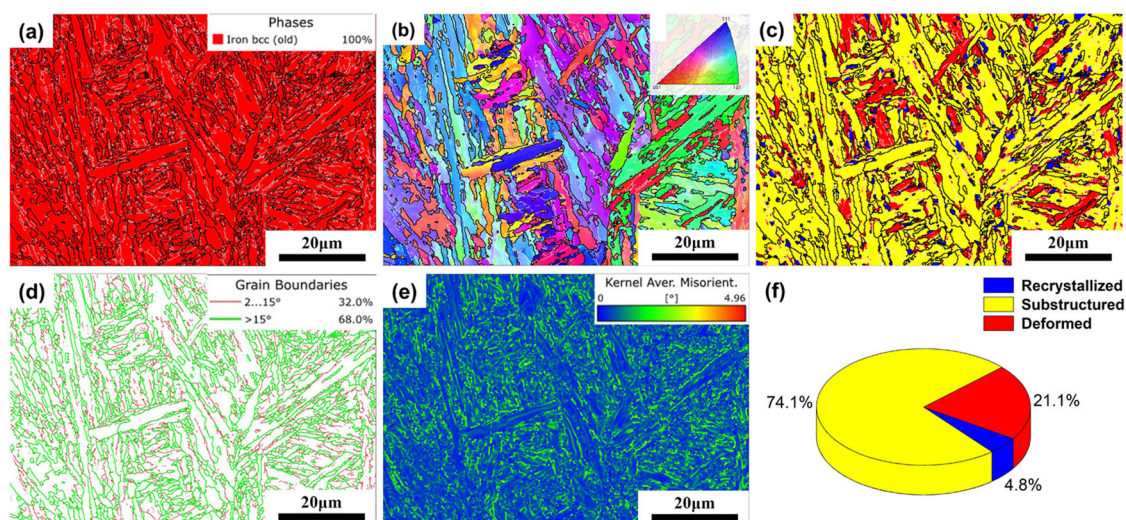 (a)
Phases
Iron bcc (old) 100%
20μm
(b)
111
001 101
20μm
(c)
20μm
(d)
Grain Boundaries
2...15° 32.0%
>15° 68.0%
20μm
(e)
Kernel Aver. Misorient.
0 [°] 4.96
20μm
(f)
Recrystallized
Substructured
Deformed
74.1%
21.1%
4.8%